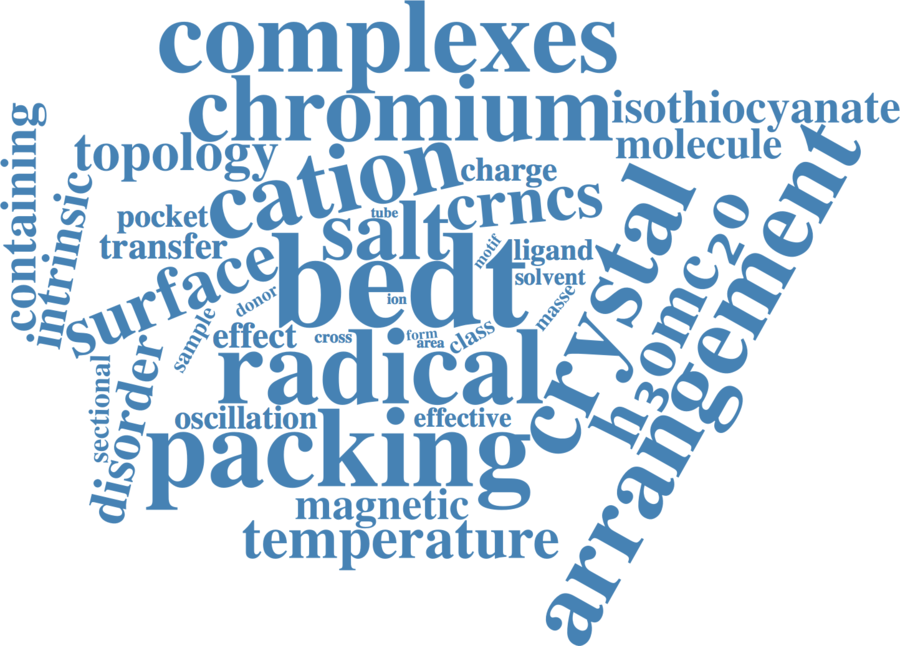 complexes
chromium
isothiocyanate
molecule
containing
topology
intrinsic
cation
charge
crncs
pocket
tube
salt
transfer
surface
bedt
motif
ligand
solvent
crystal
h3omc20
arrangement
donor
ion
masse
sample
effect
cross
form
area
class
radical
sectional
disorder
oscillation
effective
packing
magnetic
temperature